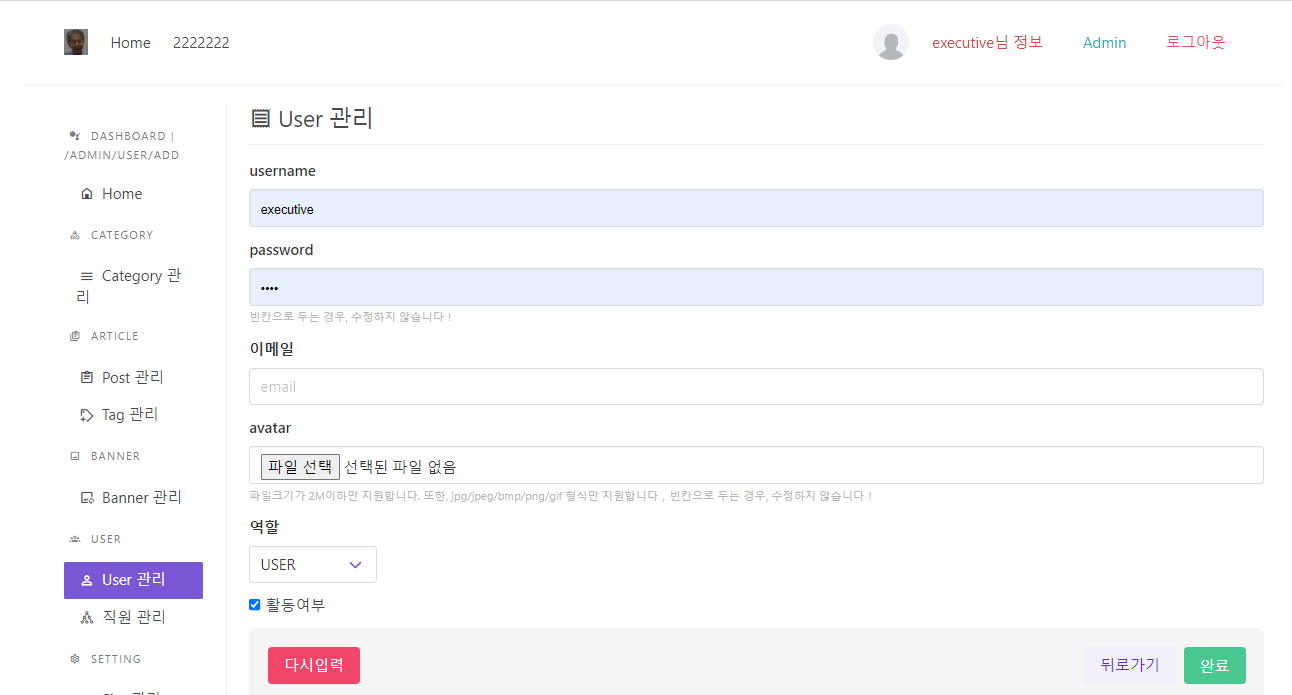 Home 2222222 executive님 정보 Admin 로그아웃
DASHBOARD |
/ADMIN/USER/ADD
Home
CATEGORY
Category 관
리
ARTICLE
Post 관리
Tag 관리
BANNER
Banner 관리
USER
User 관리
직원 관리
SETTING
User 관리
username
executive
password
••••
빈칸으로 두는 경우, 수정하지 않습니다 !
이메일
email
avatar
파일 선택 선택된 파일 없음
파일크기가 2M이하만 지원합니다. 또한, jpg/jpeg/bmp/png/gif 형식만 지원합니다 , 빈칸으로 두는 경우, 수정하지 않습니다 !
역할
USER
활동여부
다시입력 뒤로가기 완료